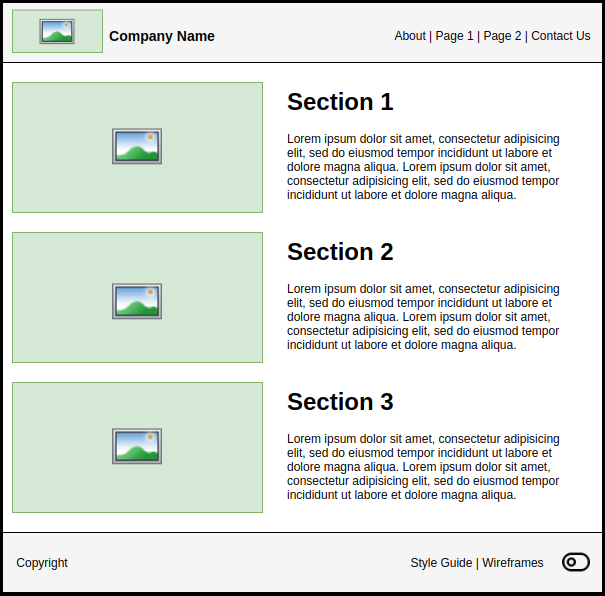 Company Name
About | Page 1 | Page 2 | Contact Us
Section 1
Lorem ipsum dolor sit amet, consectetur adipisicing
elit, sed do eiusmod tempor incididunt ut labore et
dolore magna aliqua. Lorem ipsum dolor sit amet,
consectetur adipisicing elit, sed do eiusmod tempor
incididunt ut labore et dolore magna aliqua.
Section 2
Lorem ipsum dolor sit amet, consectetur adipisicing
elit, sed do eiusmod tempor incididunt ut labore et
dolore magna aliqua. Lorem ipsum dolor sit amet,
consectetur adipisicing elit, sed do eiusmod tempor
incididunt ut labore et dolore magna aliqua.
Section 3
Lorem ipsum dolor sit amet, consectetur adipisicing
elit, sed do eiusmod tempor incididunt ut labore et
dolore magna aliqua. Lorem ipsum dolor sit amet,
consectetur adipisicing elit, sed do eiusmod tempor
incididunt ut labore et dolore magna aliqua.
Copyright
Style Guide | Wireframes